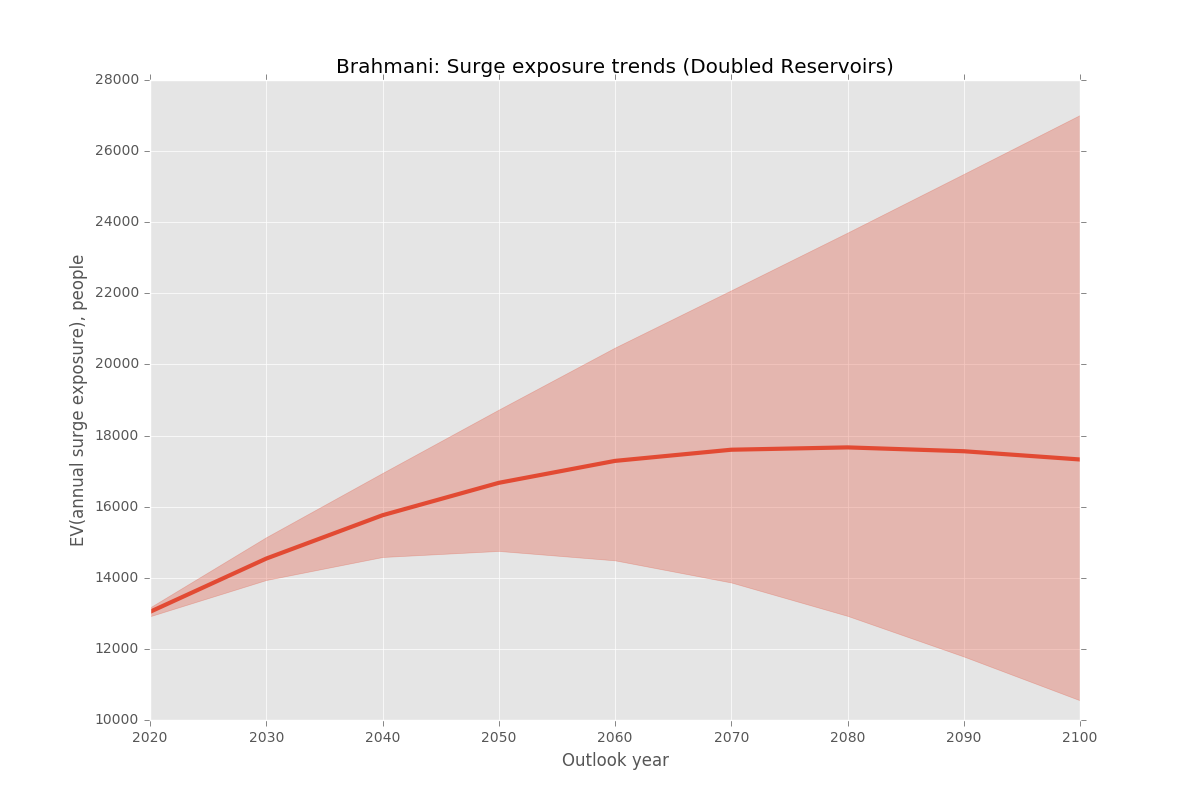 Brahmani: Surge exposure trends (Doubled Reservoirs)
28000
26000
24000
22000
20000
18000
16000
14000
12000
10000
EV(annual surge exposure), people
2020 2030 2040 2050 2060 2070 2080 2090 2100
Outlook year